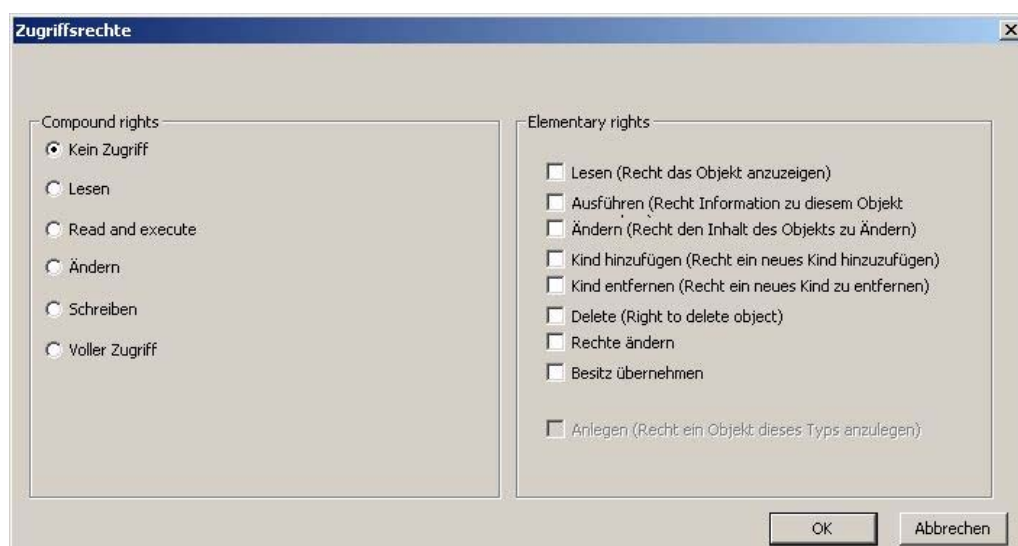 Zugriffsrechte
Compound rights
Kein Zugriff
Lesen
Read and execute
Ändern
Schreiben
Voller Zugriff
Elementary rights
Lesen (Recht das Objekt anzuzeigen)
Ausführen (Recht Information zu diesem Objekt
Ändern (Recht den Inhalt des Objekts zu Ändern)
Kind hinzufügen (Recht ein neues Kind hinzuzufügen)
Kind entfernen (Recht ein neues Kind zu entfernen)
Delete (Right to delete object)
Rechte ändern
Besitz übernehmen
Anlegen (Recht ein Objekt dieses Typs anzulegen)
OK
Abbrechen